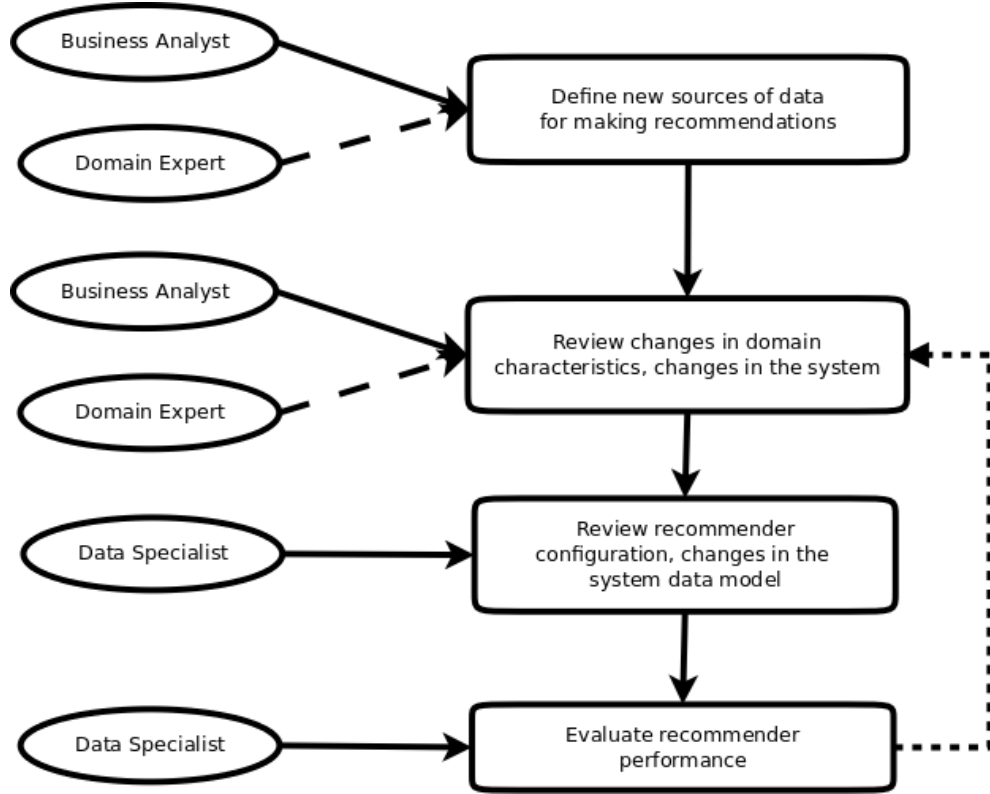 Business Analyst
Define new sources of data
for making recommendations
Domain Expert
Business Analyst
Review changes in domain
characteristics, changes in the system
Domain Expert
Data Specialist
Review recommender
configuration, changes in the
system data model
Data Specialist
Evaluate recommender
performance